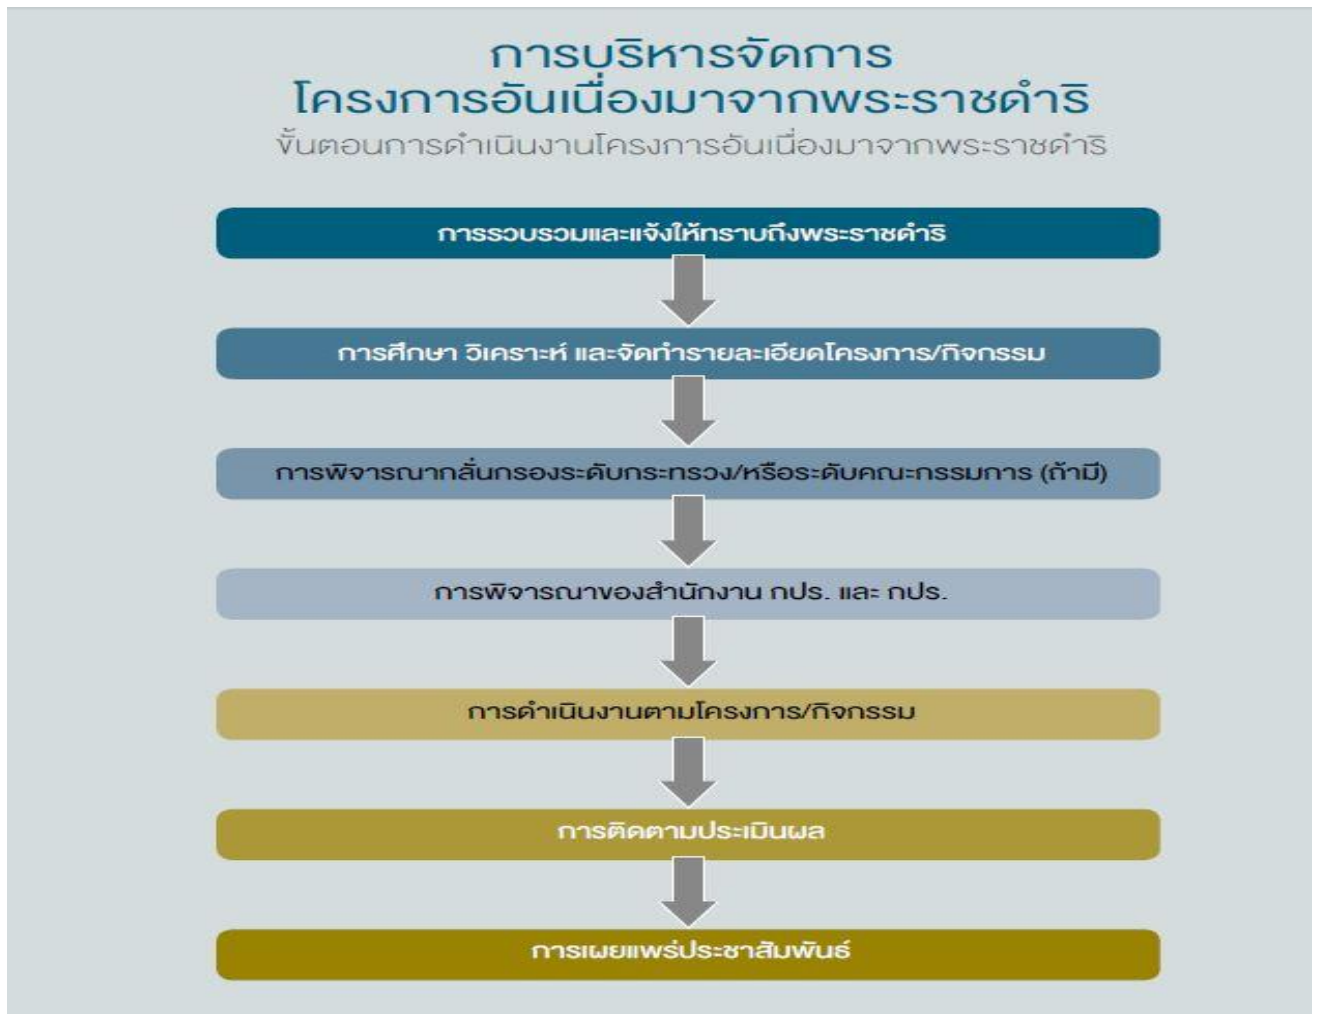 การบริหารจัดการ
โครงการอันเนื่องมาจากพระราชดำริ
ขั้นตอนการดำเนินงานโครงการอันเนื่องมาจากพระราชดำริ
การรวบรวมและแจ้งให้ทราบถึงพระราชดำริ
การศึกษา วิเคราะห์ และจัดทำรายละเอียดโครงการ/กิจกรรม
การพิจารณากลั่นกรองระดับกระทรวง/หรือระดับคณะกรรมการ (ถ้ามี)
การพิจารณาของสำนักงาน กปร. และ กปร.
การดำเนินงานตามโครงการ/กิจกรรม
การติดตามประเมินผล
การเผยแพร่ประชาสัมพันธ์